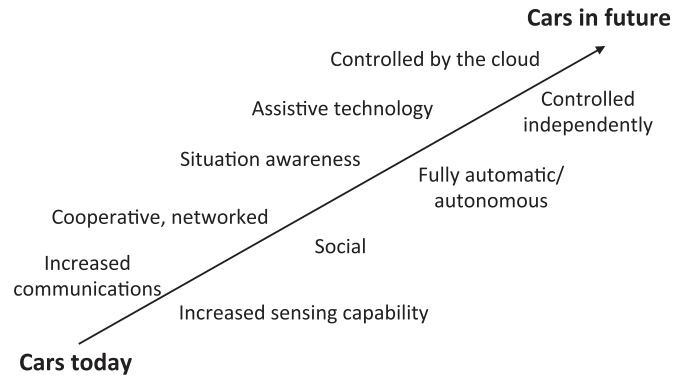 Cars in future
Controlled by the cloud
Assistive technology
Controlled
independently
Situation awareness
Fully automatic/
autonomous
Cooperative, networked
Social
Increased
communications
Increased sensing capability
Cars today